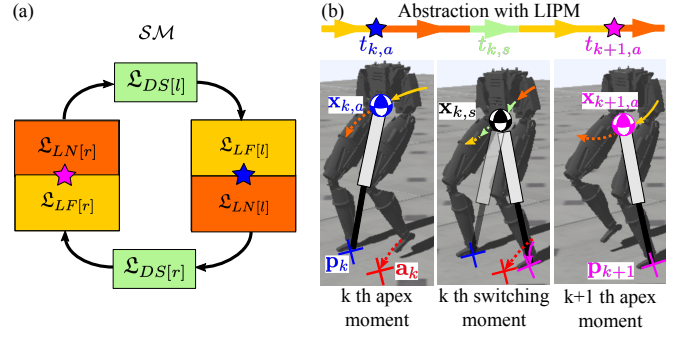 (a)
𝒮ℳ
𝔏_{DS[l]}
𝔏_{LN[r]}
𝔏_{LF[l]}
𝔏_{LF[r]}
𝔏_{LN[l]}
𝔏_{DS[r]}
(b)
Abstraction with LIPM
t_{k,a}
t_{k,s}
t_{k+1,a}
x_{k,a}
x_{k,s}
x_{k+1,a}
p_k
a_k
p_{k+1}
k th apex
moment
k th switching
moment
k+1 th apex
moment